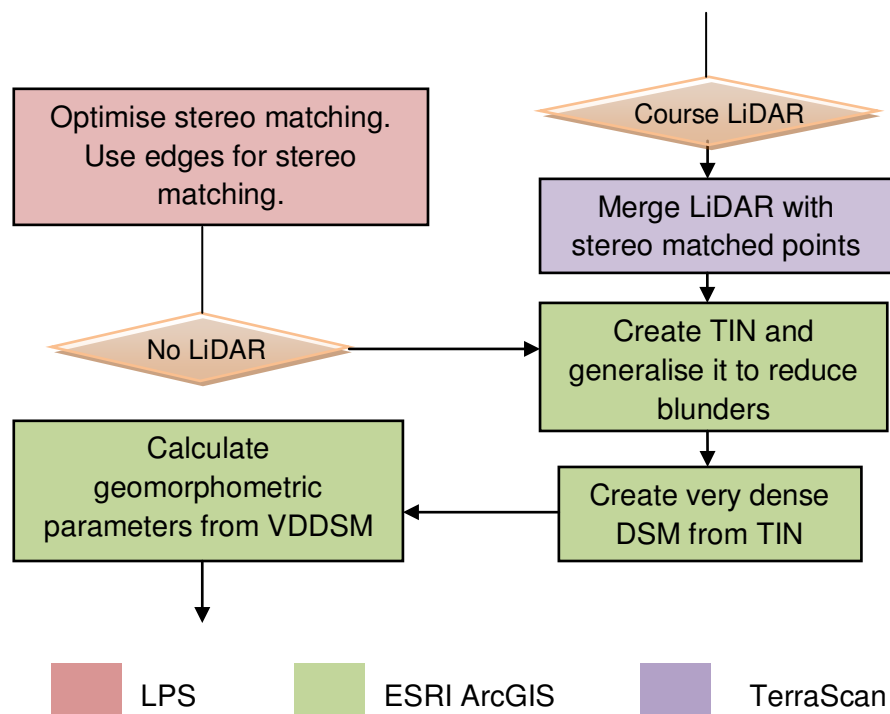 Optimise stereo matching.
Use edges for stereo
matching.
Course LiDAR
Merge LiDAR with
stereo matched points
No LiDAR
Create TIN and
generalise it to reduce
blunders
Calculate
geomorphometric
parameters from VDDSM
Create very dense
DSM from TIN
LPS
ESRI ArcGIS
TerraScan